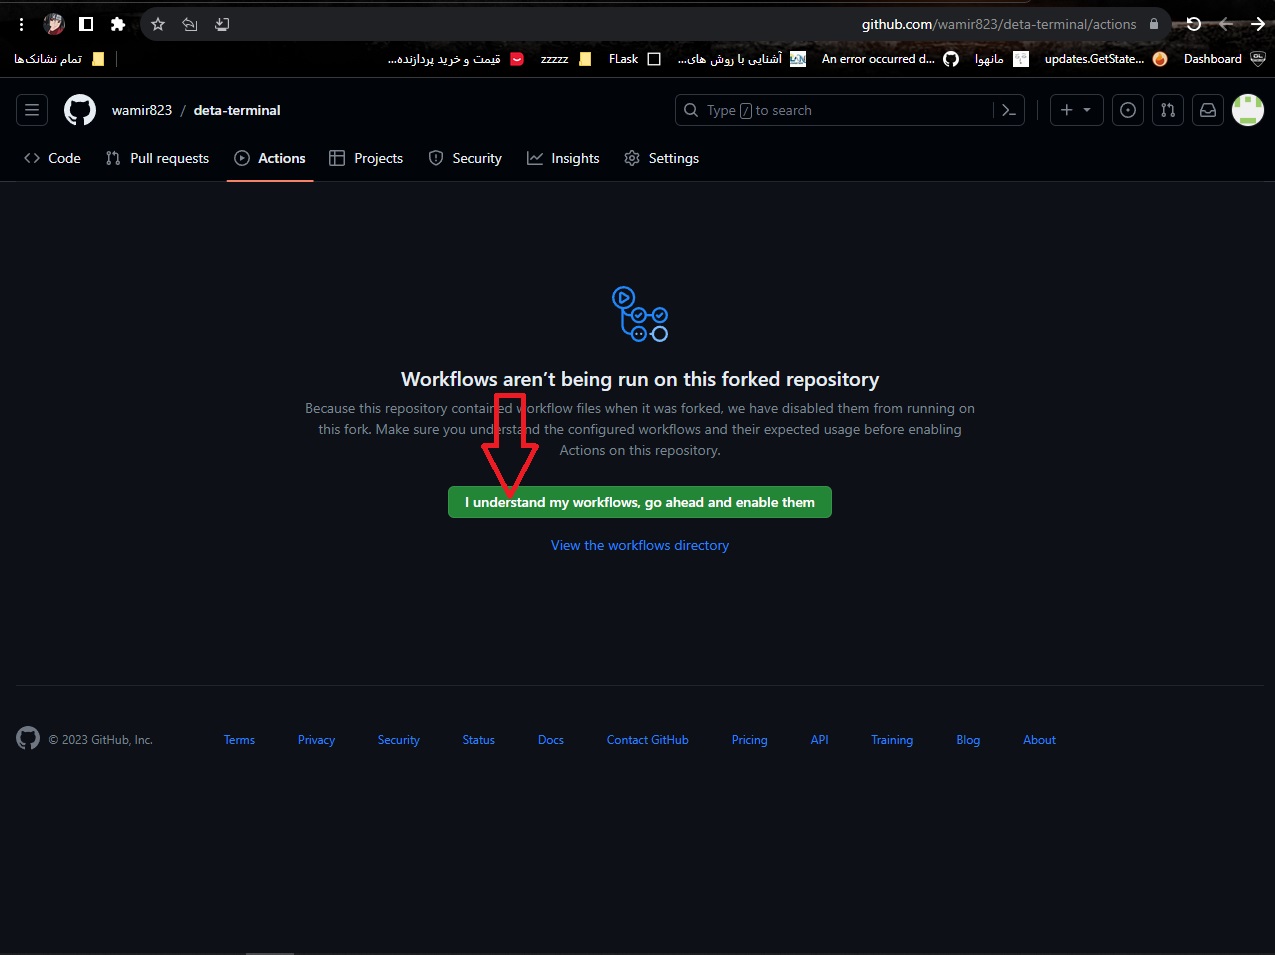 github.com/wamir823/deta-terminal/actions
تمام نشانک‌ها
قیمت و خرید پردازنده...
zzzzz
FLask
آشنایی با روش های...
An error occurred d...
مانهوا
updates.GetState...
Dashboard
wamir823 / deta-terminal
Type / to search
Code
Pull requests
Actions
Projects
Security
Insights
Settings
Workflows aren’t being run on this forked repository
Because this repository contained workflow files when it was forked, we have disabled them from running on
this fork. Make sure you understand the configured workflows and their expected usage before enabling
Actions on this repository.
I understand my workflows, go ahead and enable them
View the workflows directory
© 2023 GitHub, Inc.
Terms
Privacy
Security
Status
Docs
Contact GitHub
Pricing
API
Training
Blog
About